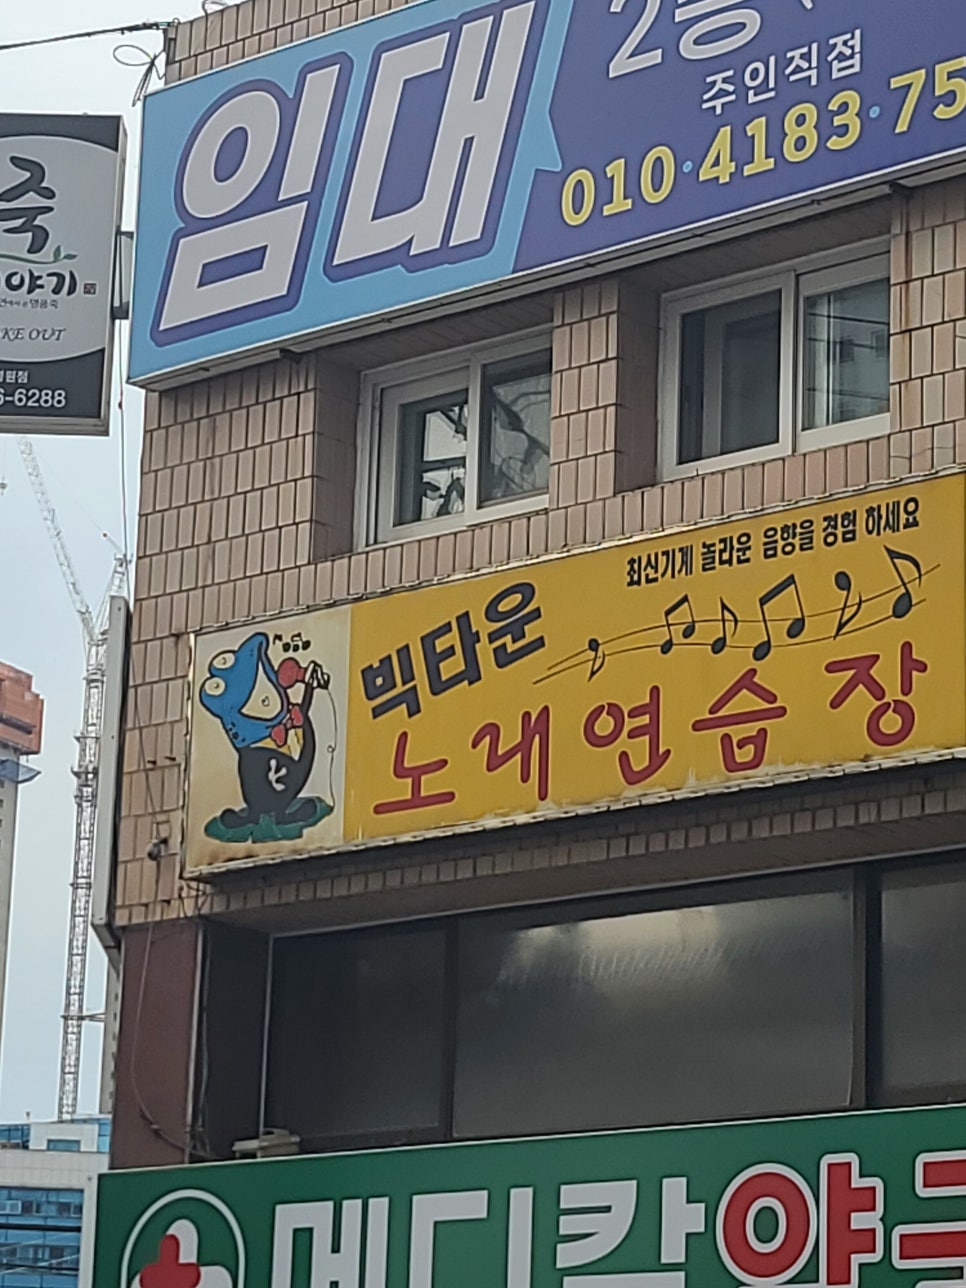 임대
2층
주인직접
010·4183·75
죽
야기
KE OUT
-6288
최신기계 놀라운 음향을 경험 하세요
빅타운
노래연습장
메디칼약국